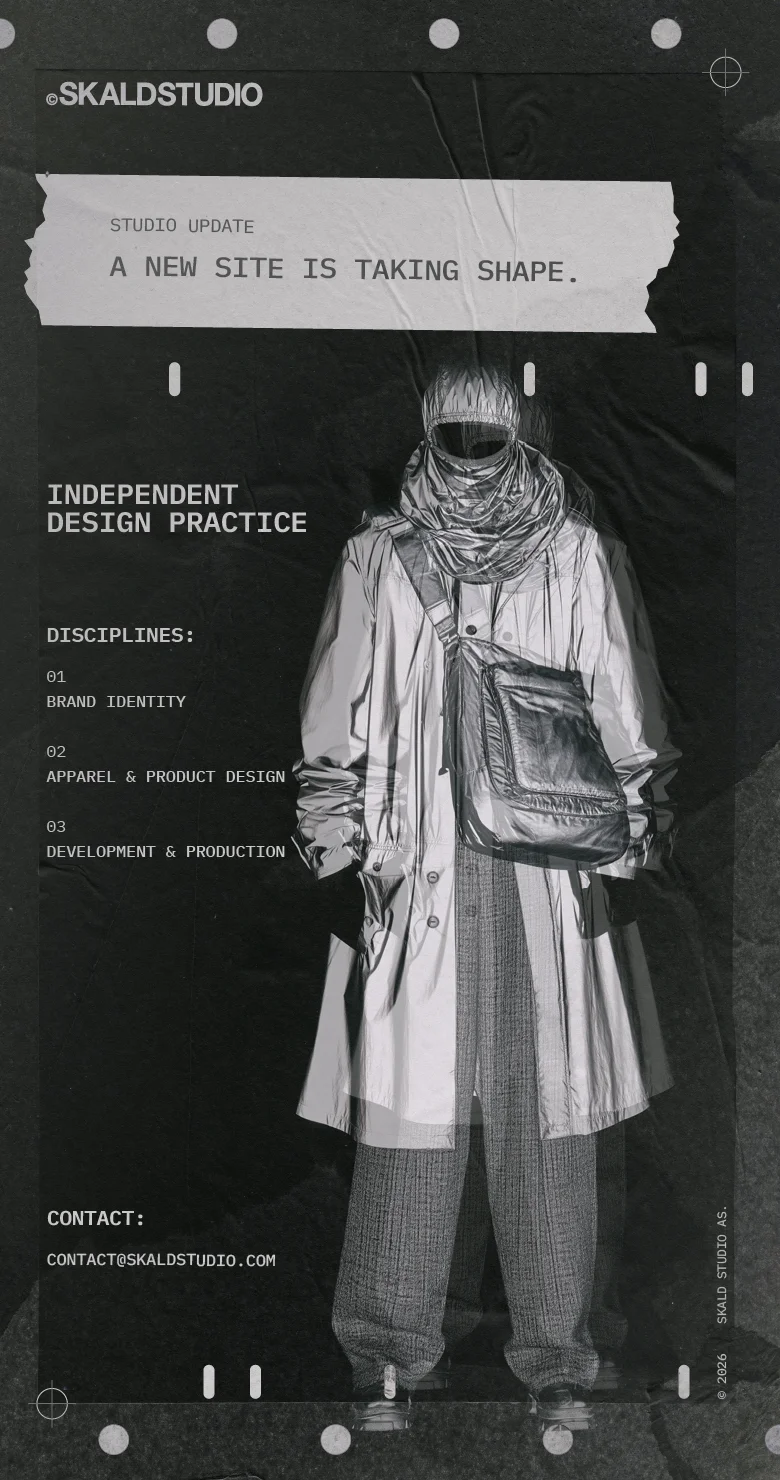 ©SKALDSTUDIO
STUDIO UPDATE
A NEW SITE IS TAKING SHAPE.
INDEPENDENT
DESIGN PRACTICE
DISCIPLINES:
01
BRAND IDENTITY
02
APPAREL & PRODUCT DESIGN
03
DEVELOPMENT & PRODUCTION
CONTACT:
CONTACT@SKALDSTUDIO.COM
© 2026 SKALD STUDIO AS.